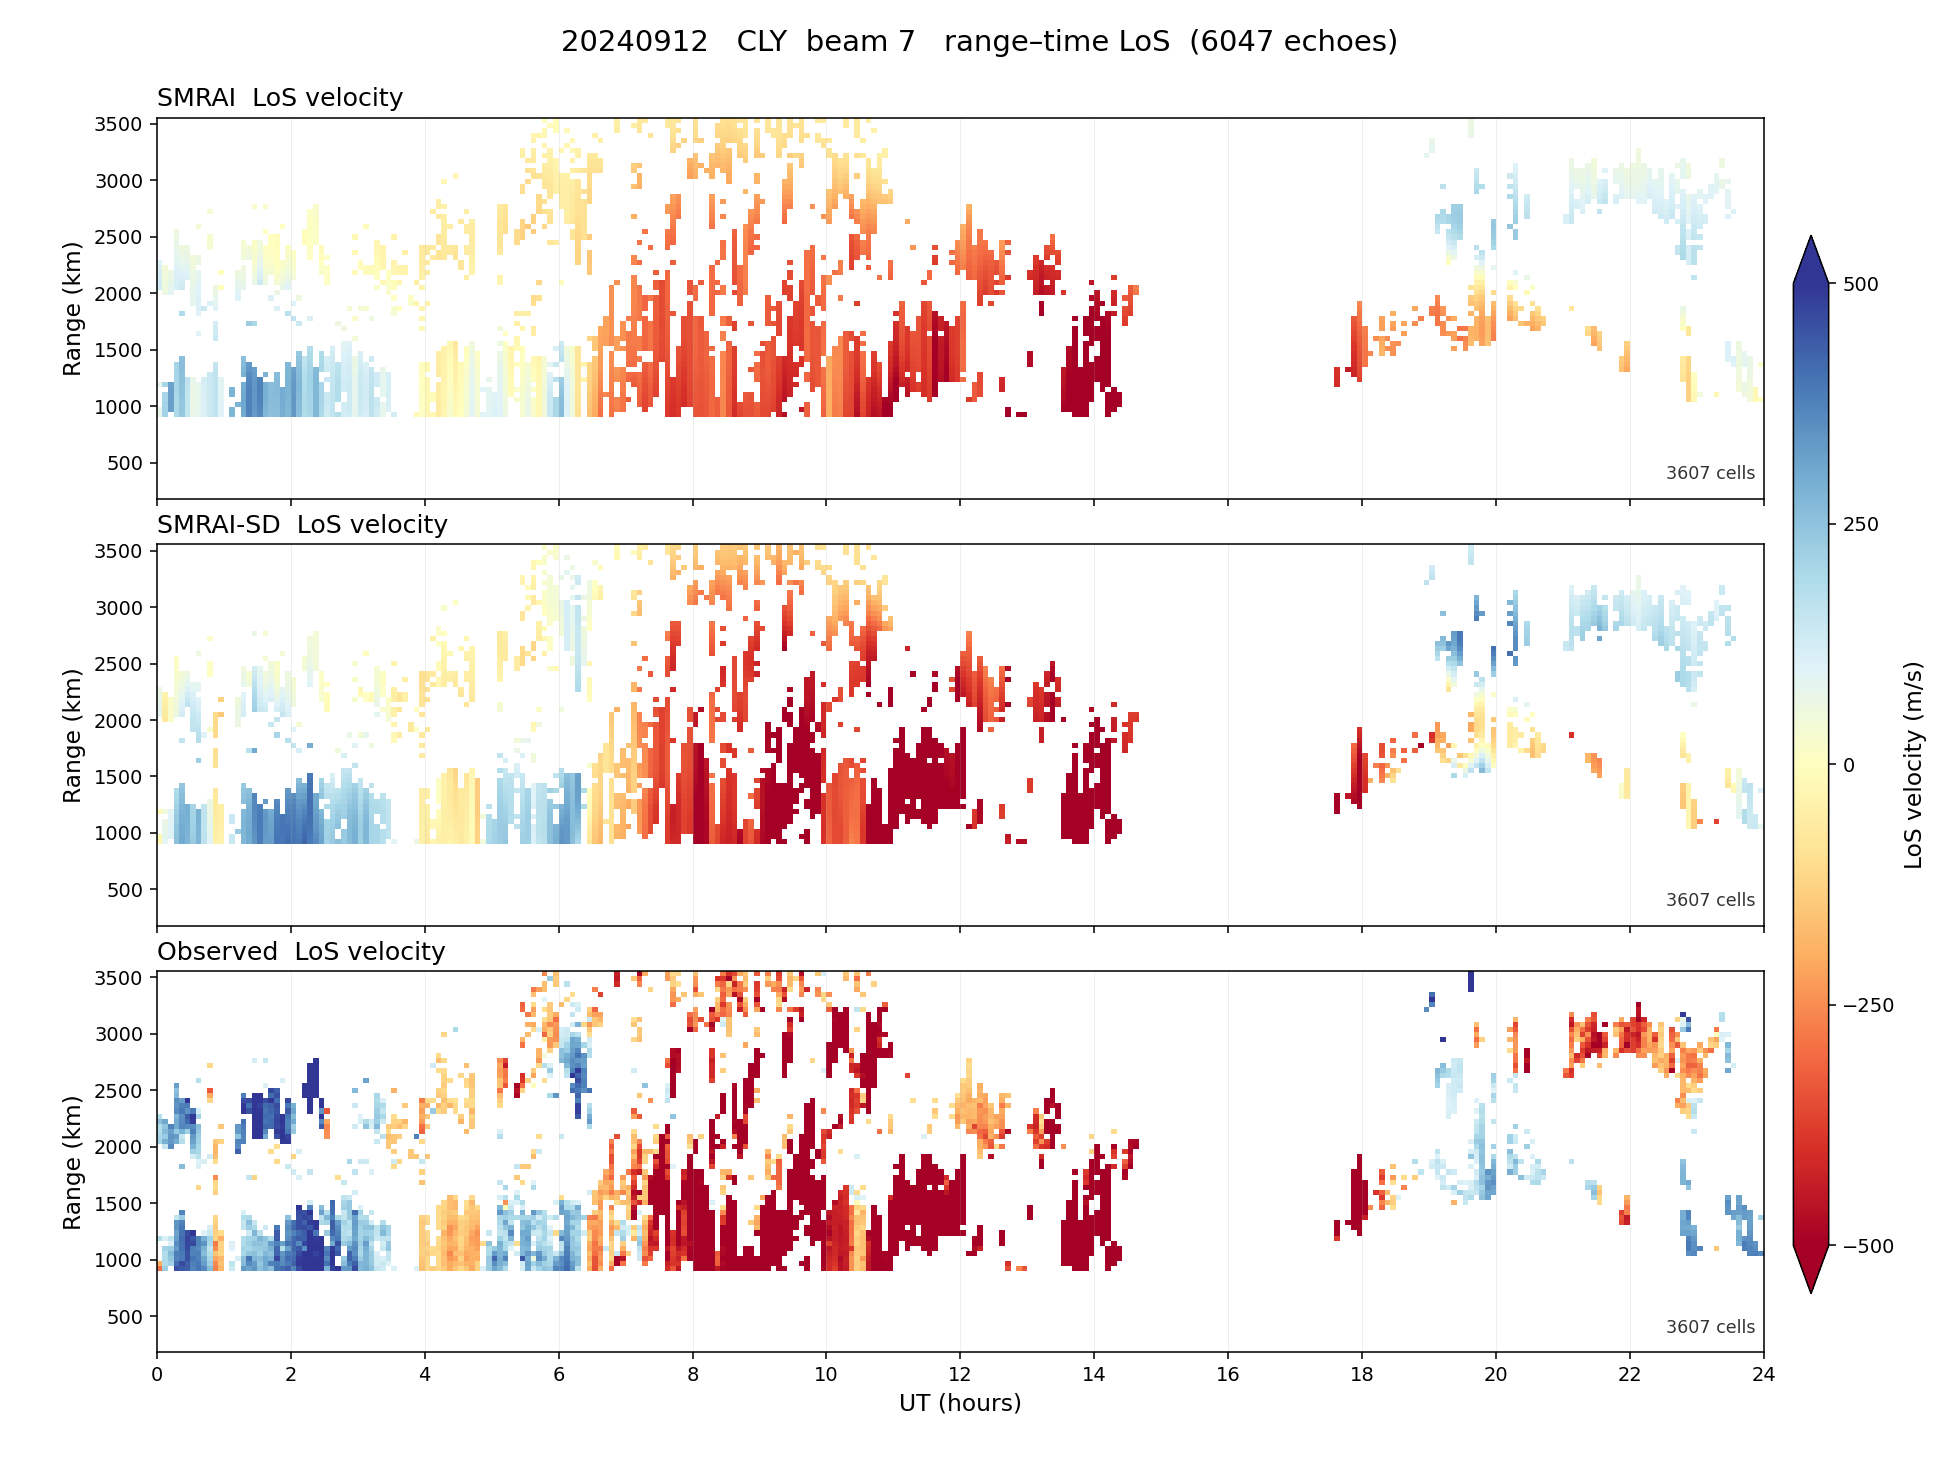 20240912   CLY  beam 7   range–time LoS  (6047 echoes)
SMRAI  LoS velocity
3500
3000
2500
2000
1500
1000
500
Range (km)
3607 cells
SMRAI-SD  LoS velocity
3500
3000
2500
2000
1500
1000
500
Range (km)
3607 cells
Observed  LoS velocity
3500
3000
2500
2000
1500
1000
500
Range (km)
3607 cells
0 2 4 6 8 10 12 14 16 18 20 22 24
UT (hours)
500
250
0
−250
−500
LoS velocity (m/s)